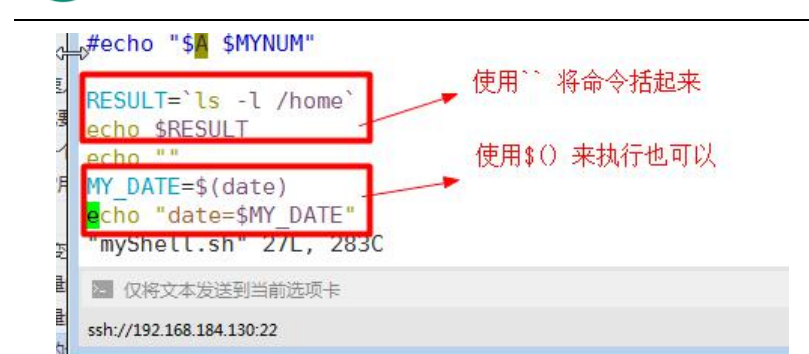 #echo "$A $MYNUM"
使用`` 将命令括起来
RESULT=`ls -l /home`
echo $RESULT
echo ""
使用$() 来执行也可以
MY_DATE=$(date)
echo "date=$MY_DATE"
"myShell.sh" 27L, 283C
仅将文本发送到当前选项卡
ssh://192.168.184.130:22